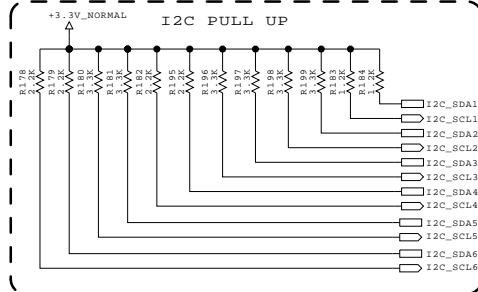 +3.3V_NORMAL
I2C PULL UP
R178
2.2K
R179
2.2K
R180
3.3K
R181
3.3K
R182
2.2K
R195
2.2K
R196
3.3K
R197
3.3K
R198
3.3K
R199
3.3K
R183
1.2K
R184
1.2K
I2C_SDA1
I2C_SCL1
I2C_SDA2
I2C_SCL2
I2C_SDA3
I2C_SCL3
I2C_SDA4
I2C_SCL4
I2C_SDA5
I2C_SCL5
I2C_SDA6
I2C_SCL6